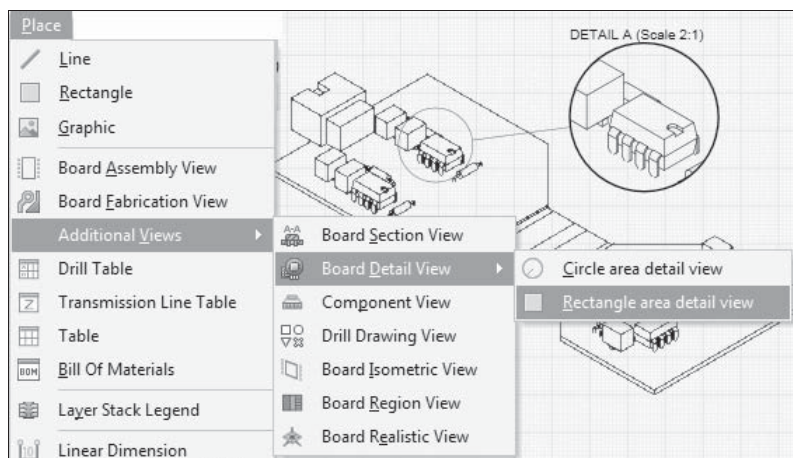 Place
Line
Rectangle
Graphic
Board Assembly View
Board Fabrication View
Additional Views
Drill Table
Transmission Line Table
Table
BOM
Bill Of Materials
Layer Stack Legend
10
Linear Dimension
A-A
Board Section View
Board Detail View
Component View
Drill Drawing View
Board Isometric View
Board Region View
Board Realistic View
Circle area detail view
Rectangle area detail view
DETAIL A (Scale 2:1)